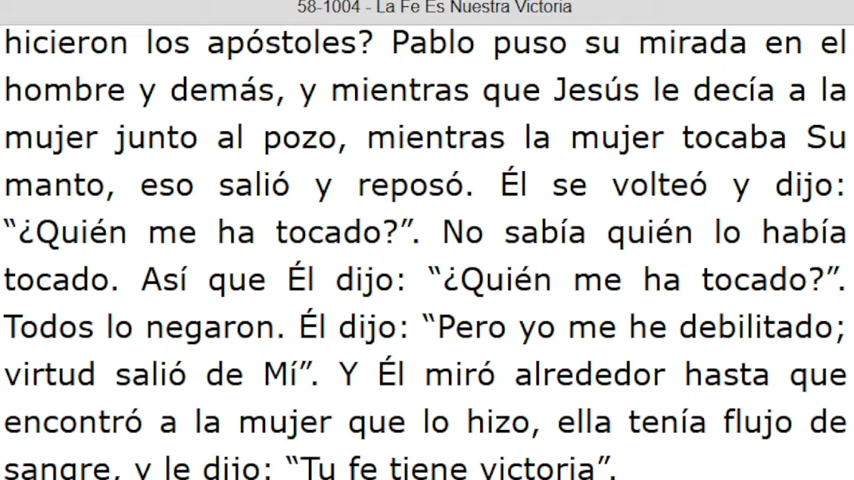 58-1004 - La Fe Es Nuestra Victoria
hicieron los apóstoles? Pablo puso su mirada en el
hombre y demás, y mientras que Jesús le decía a la
mujer junto al pozo, mientras la mujer tocaba Su
manto, eso salió y reposó. Él se volteó y dijo:
“¿Quién me ha tocado?”. No sabía quién lo había
tocado. Así que Él dijo: “¿Quién me ha tocado?”.
Todos lo negaron. Él dijo: “Pero yo me he debilitado;
virtud salió de Mí”. Y Él miró alrededor hasta que
encontró a la mujer que lo hizo, ella tenía flujo de
sangre, y le dijo: “Tu fe tiene victoria”.